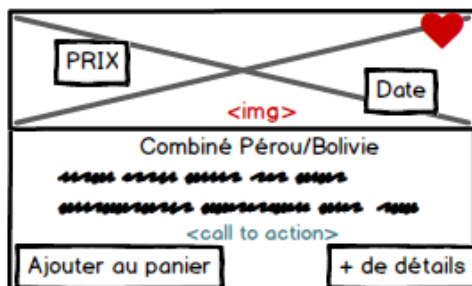 PRIX
Date
<img>
Combiné Pérou/Bolivie
<call to action>
Ajouter au panier
+ de détails